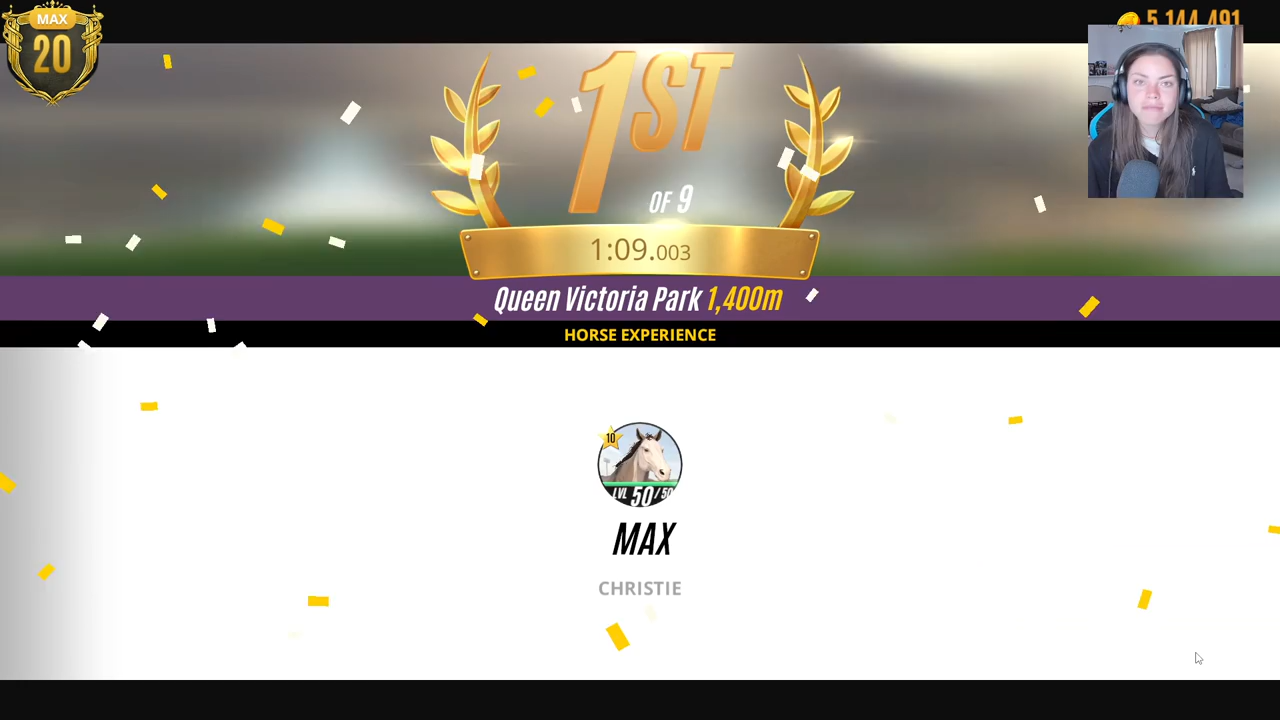 MAX
20
5,144,491
1ST
OF 9
1:09.003
Queen Victoria Park 1,400m
HORSE EXPERIENCE
10
LVL 50/50
MAX
CHRISTIE